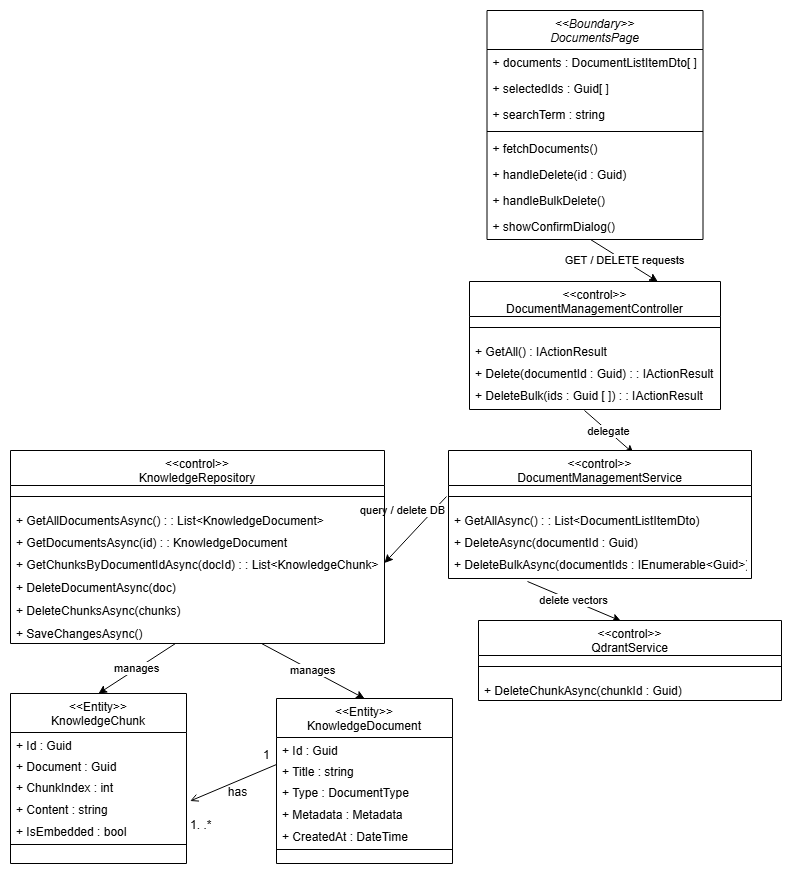 <<Boundary>>
DocumentsPage
+ documents : DocumentListItemDto[ ]
+ selectedIds : Guid[ ]
+ searchTerm : string
+ fetchDocuments()
+ handleDelete(id : Guid)
+ handleBulkDelete()
+ showConfirmDialog()
GET / DELETE requests
<<control>>
DocumentManagementController
+ GetAll() : IActionResult
+ Delete(documentId : Guid) : : IActionResult
+ DeleteBulk(ids : Guid [ ]) : : IActionResult
delegate
<<control>>
KnowledgeRepository
+ GetAllDocumentsAsync() : : List<KnowledgeDocument>
+ GetDocumentsAsync(id) : : KnowledgeDocument
+ GetChunksByDocumentIdAsync(docId) : : List<KnowledgeChunk>
+ DeleteDocumentAsync(doc)
+ DeleteChunksAsync(chunks)
+ SaveChangesAsync()
query / delete DB
<<control>>
DocumentManagementService
+ GetAllAsync() : : List<DocumentListItemDto)
+ DeleteAsync(documentId : Guid)
+ DeleteBulkAsync(documentIds : IEnumerable<Guid>)
delete vectors
<<control>>
QdrantService
+ DeleteChunkAsync(chunkId : Guid)
manages
manages
<<Entity>>
KnowledgeChunk
+ Id : Guid
+ Document : Guid
+ ChunkIndex : int
+ Content : string
+ IsEmbedded : bool
1
has
1. .*
<<Entity>>
KnowledgeDocument
+ Id : Guid
+ Title : string
+ Type : DocumentType
+ Metadata : Metadata
+ CreatedAt : DateTime